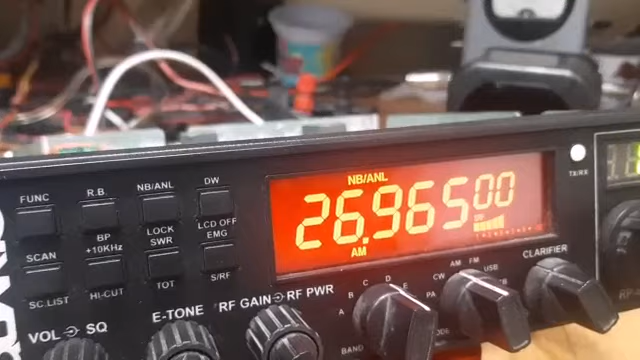 FUNC R.B. NB/ANL DW
BP +10KHz LOCK SWR LCD OFF EMG
SCAN
SC.LIST HI-CUT TOT S/RF
NB/ANL
26.96500
AM
TX/RX
VOL SQ
E-TONE
RF GAIN RF PWR
A B C D E
BAND
PA CW AM FM USB
CLARIFIER